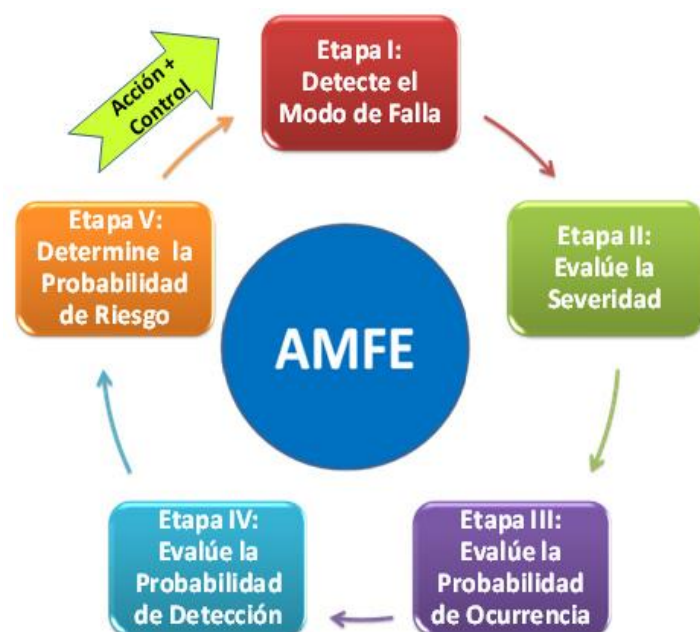 Acción +
Control
Etapa I:
Detecte el
Modo de Falla
Etapa II:
Evalúe la
Severidad
Etapa III:
Evalúe la
Probabilidad
de Ocurrencia
Etapa IV:
Evalúe la
Probabilidad
de Detección
Etapa V:
Determine la
Probabilidad
de Riesgo
AMFE